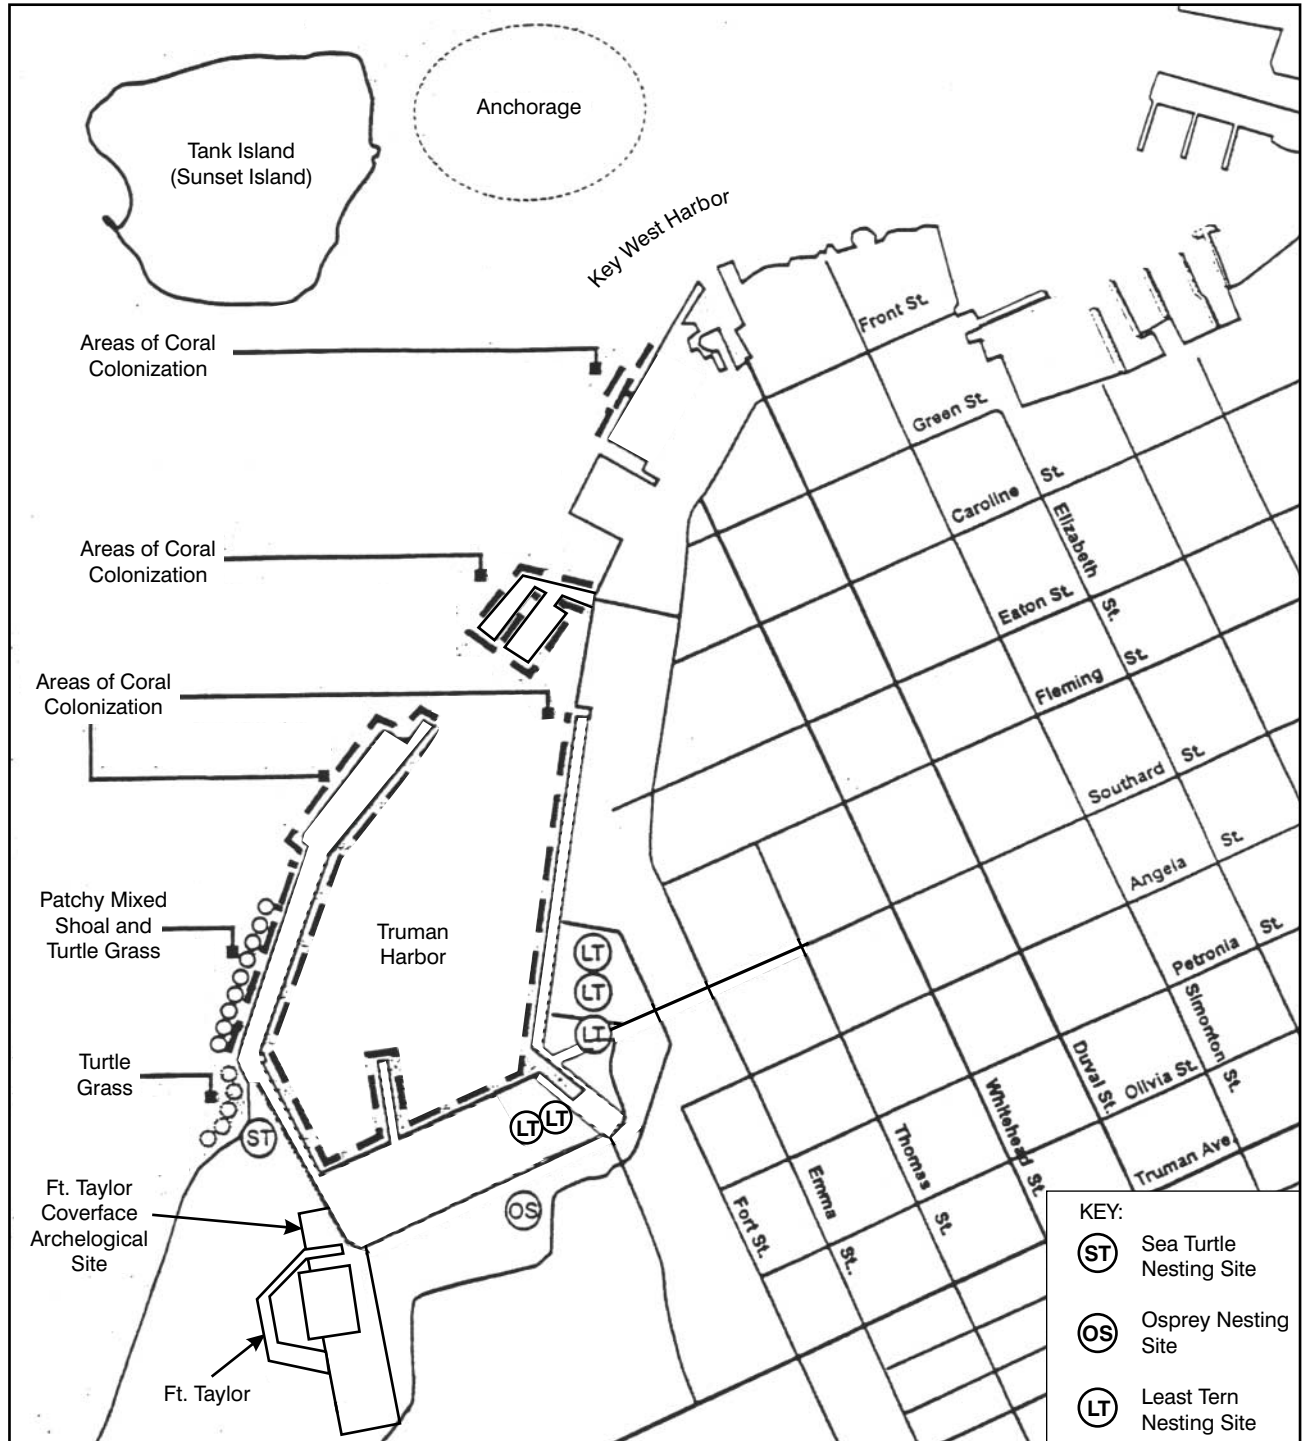 Tank Island
(Sunset Island)
Anchorage
Key West Harbor
Areas of Coral
Colonization
Front St.
Green St.
Caroline St.
Elizabeth St.
Areas of Coral
Colonization
Eaton St.
Fleming St.
Areas of Coral
Colonization
Southard St.
Angela St.
Patchy Mixed
Shoal and
Turtle Grass
Truman
Harbor
LT
LT
LT
Petronia St.
Simonton St.
Turtle
Grass
Duval St.
Olivia St.
Whitehead St.
ST
LT
LT
Thomas St.
Truman Ave.
Emma St.
Fort St.
Ft. Taylor
Coverface
Archelogical
Site
OS
Ft. Taylor
KEY:
ST
Sea Turtle
Nesting Site
OS
Osprey Nesting
Site
LT
Least Tern
Nesting Site